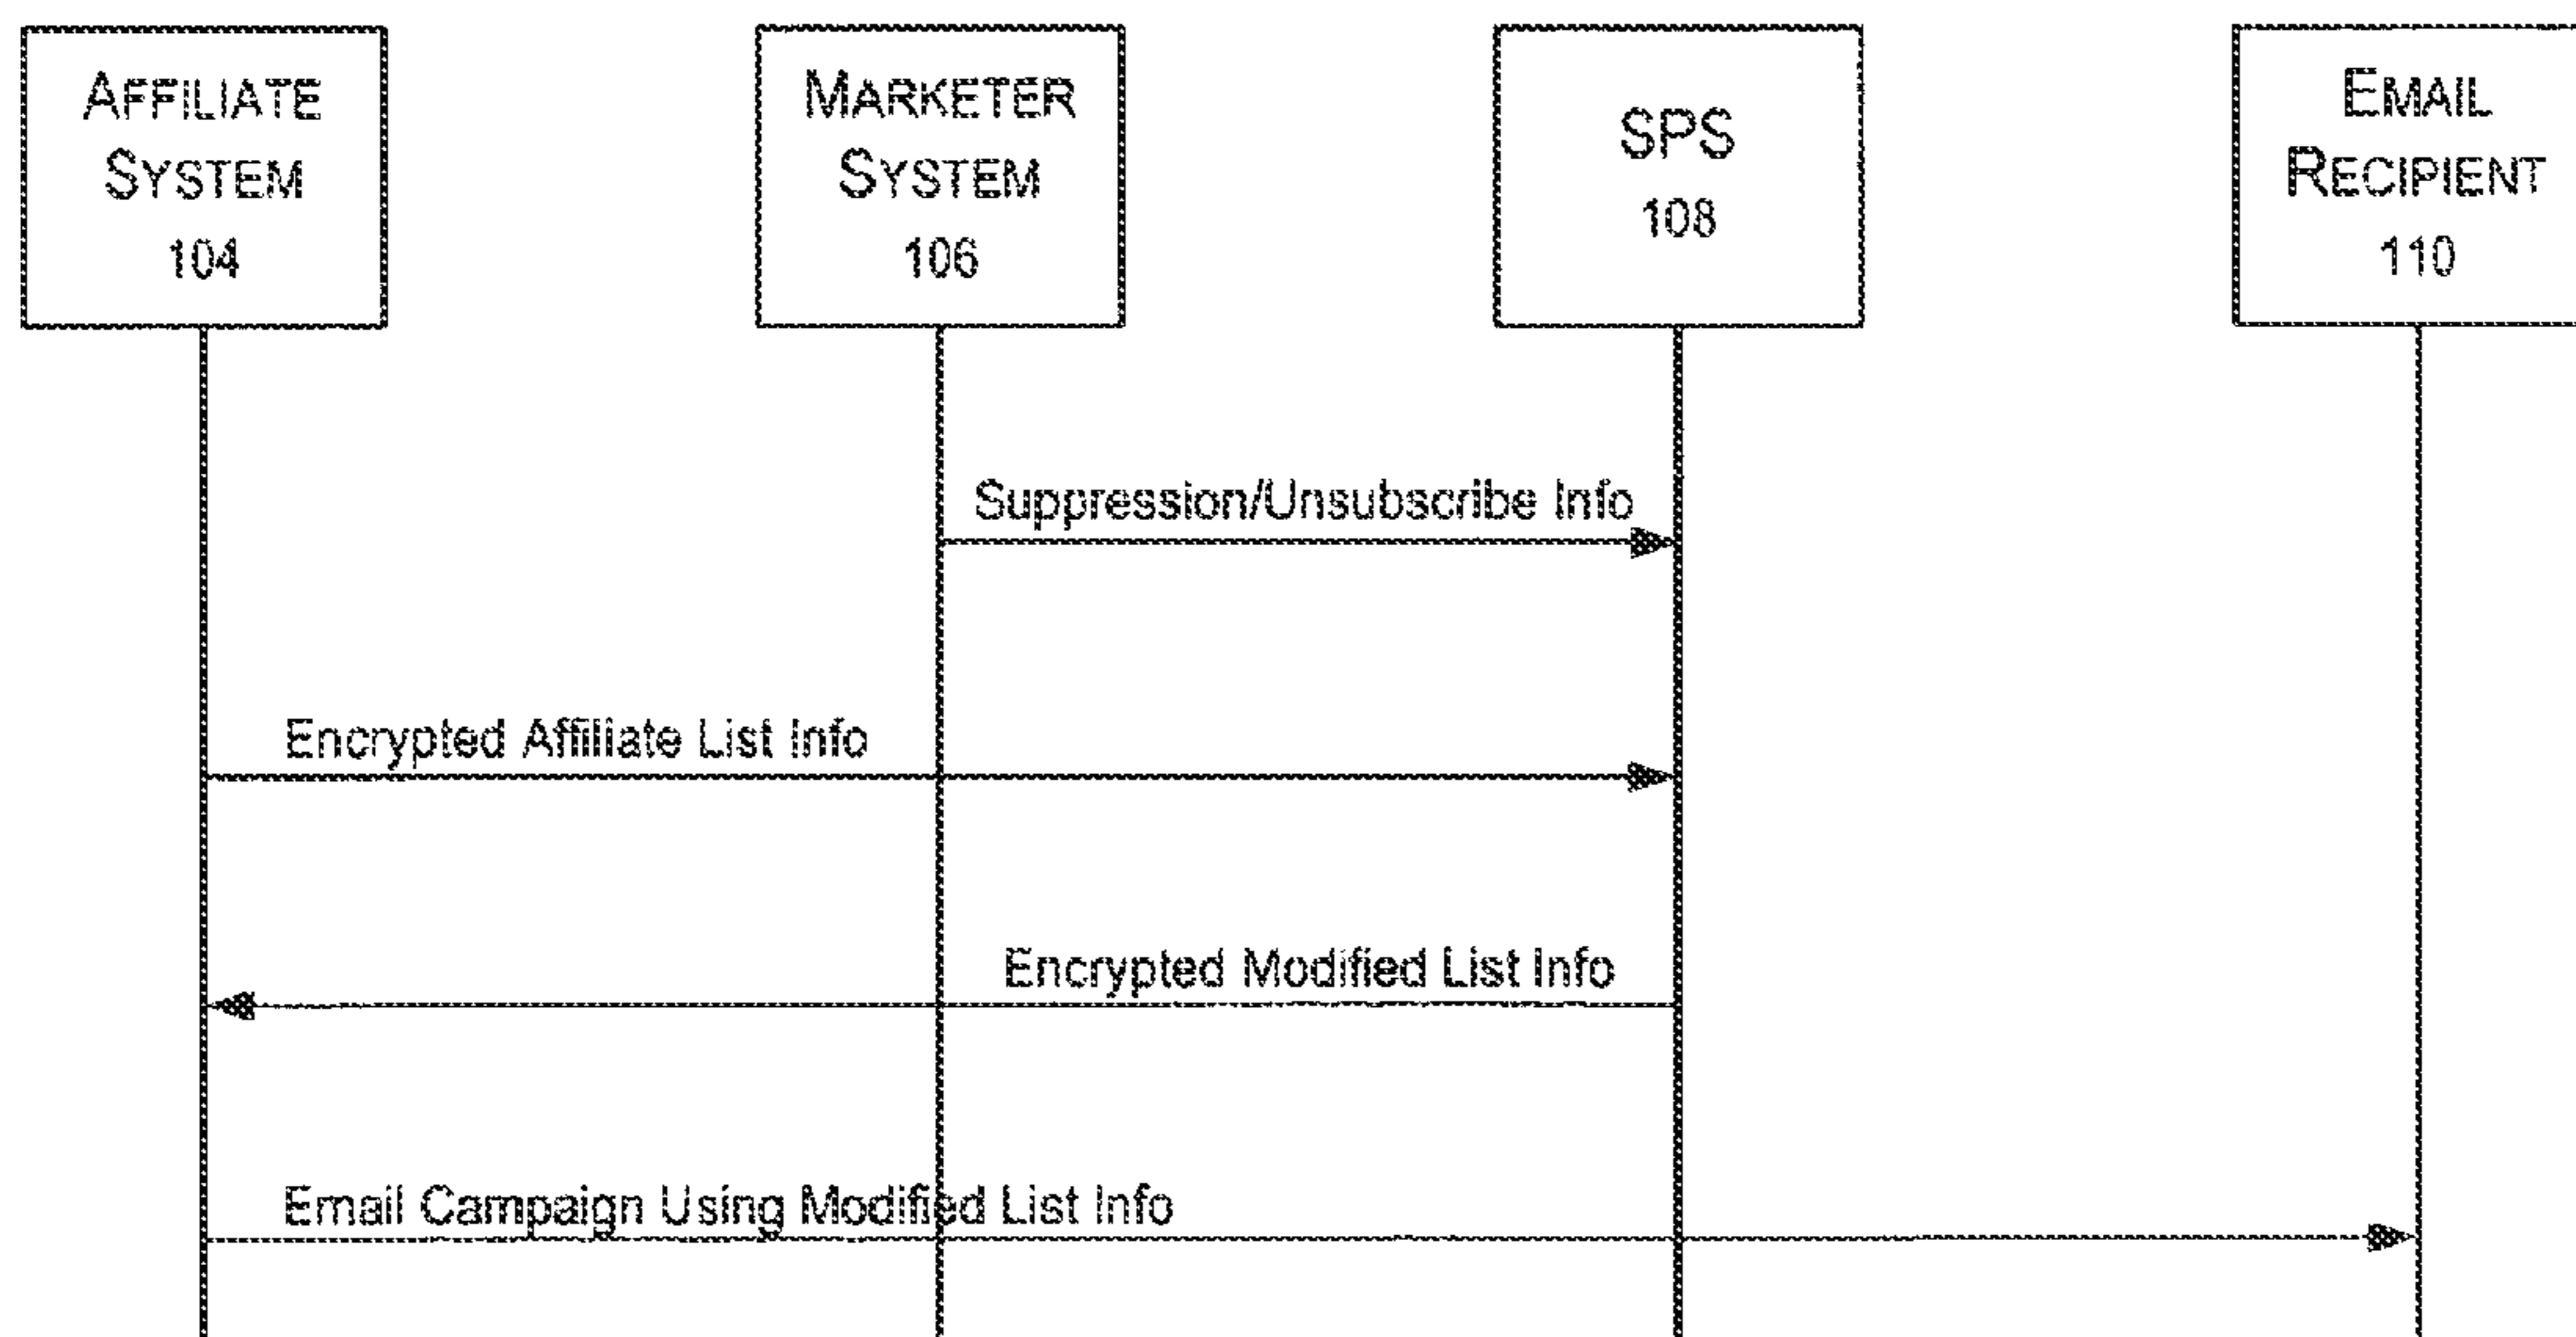 AFFILIATE
SYSTEM
104
MARKETER
SYSTEM
106
SPS
108
EMAIL
RECIPIENT
110
Suppression/Unsubscribe Info
Encrypted Affiliate List Info
Encrypted Modified List Info
Email Campaign Using Modified List Info